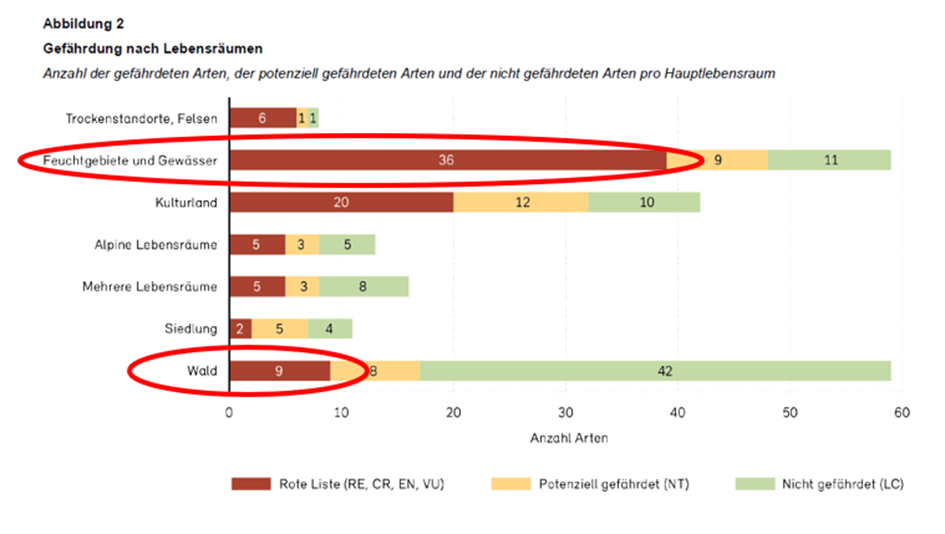 Abbildung 2
Gefährdung nach Lebensräumen
Anzahl der gefährdeten Arten, der potenziell gefährdeten Arten und der nicht gefährdeten Arten pro Hauptlebensraum
Trockenstandorte, Felsen 6 1 1
Feuchtgebiete und Gewässer 36 9 11
Kulturland 20 12 10
Alpine Lebensräume 5 3 5
Mehrere Lebensräume 5 3 8
Siedlung 2 5 4
Wald 9 8 42
0 10 20 30 40 50 60
Anzahl Arten
Rote Liste (RE, CR, EN, VU) Potenziell gefährdet (NT) Nicht gefährdet (LC)